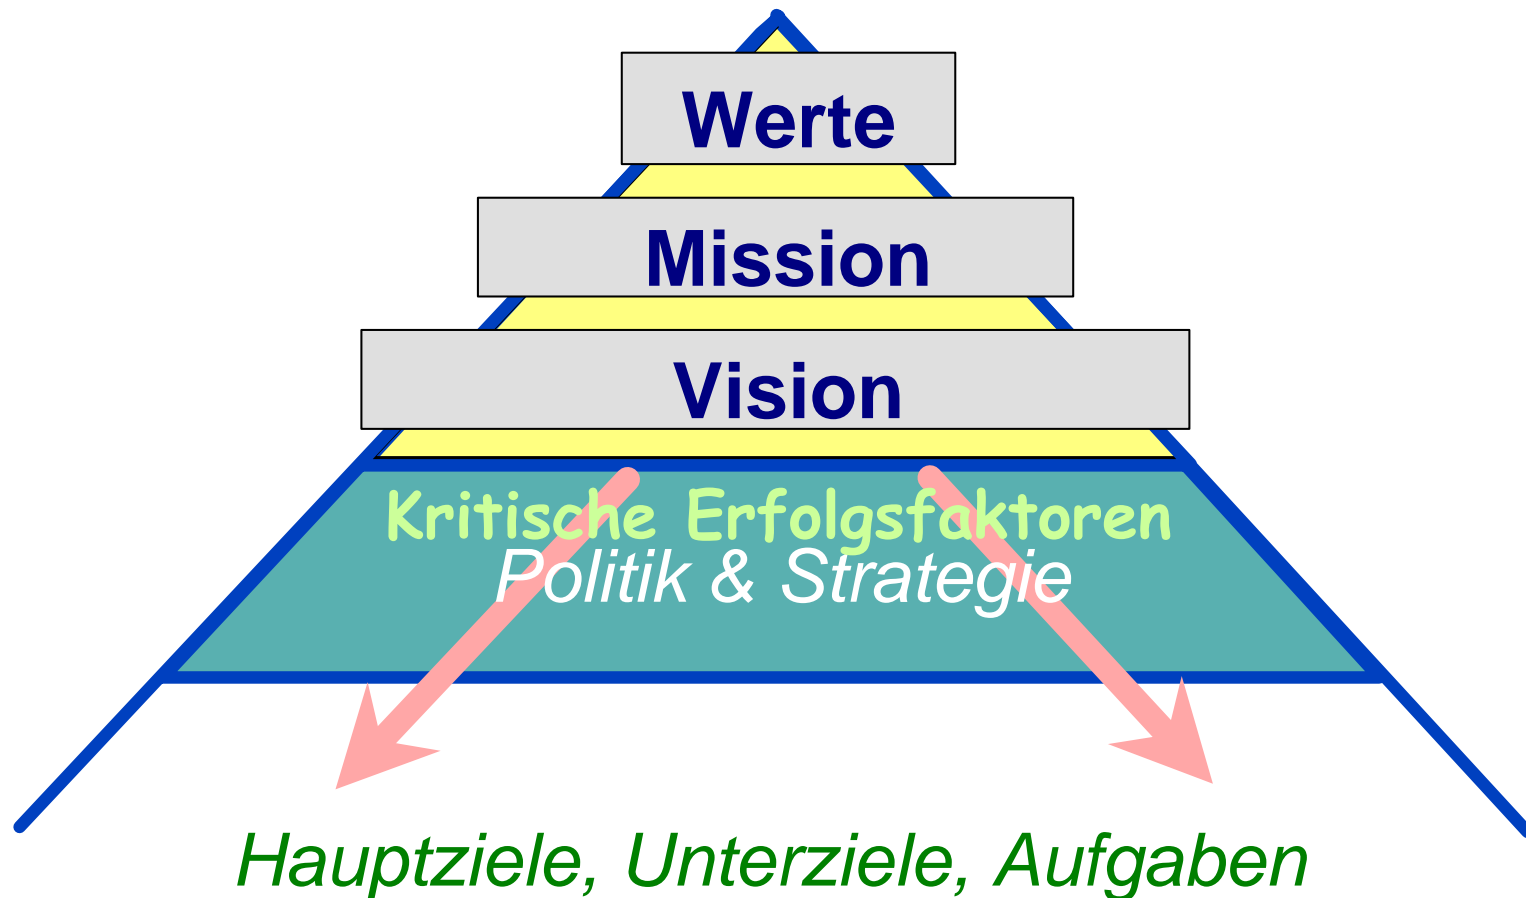 Werte
Mission
Vision
Kritische Erfolgsfaktoren
Politik & Strategie
Hauptziele, Unterziele, Aufgaben